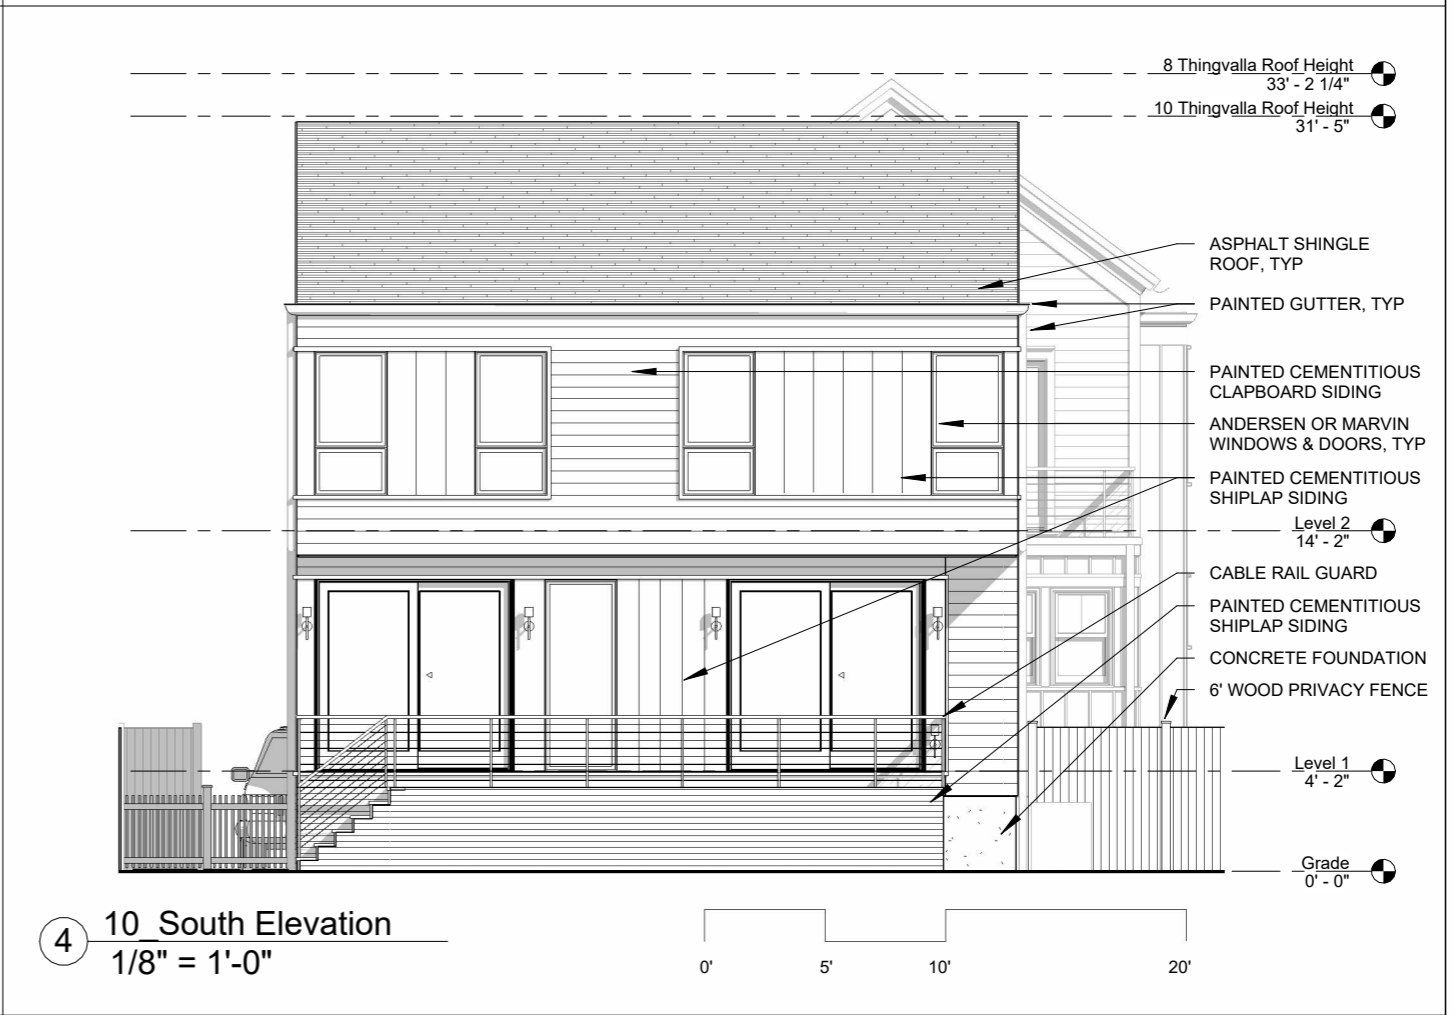 8 Thingvalla Roof Height
33' - 2 1/4"
10 Thingvalla Roof Height
31' - 5"
ASPHALT SHINGLE
ROOF, TYP
PAINTED GUTTER, TYP
PAINTED CEMENTITIOUS
CLAPBOARD SIDING
ANDERSEN OR MARVIN
WINDOWS & DOORS, TYP
PAINTED CEMENTITIOUS
SHIPLAP SIDING
Level 2
14' - 2"
CABLE RAIL GUARD
PAINTED CEMENTITIOUS
SHIPLAP SIDING
CONCRETE FOUNDATION
6' WOOD PRIVACY FENCE
Level 1
4' - 2"
Grade
0' - 0"
4
10_South Elevation
1/8" = 1'-0"
0'
5'
10'
20'